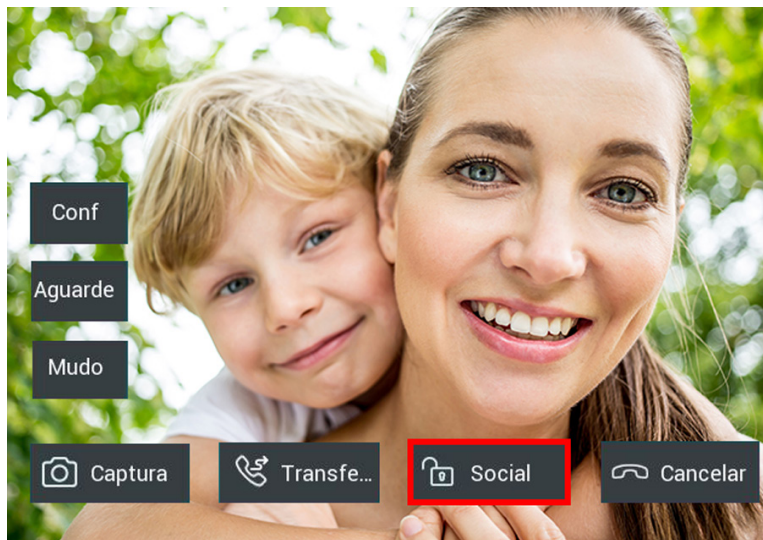 Conf
Aguarde
Mudo
Captura
Transfe...
Social
Cancelar